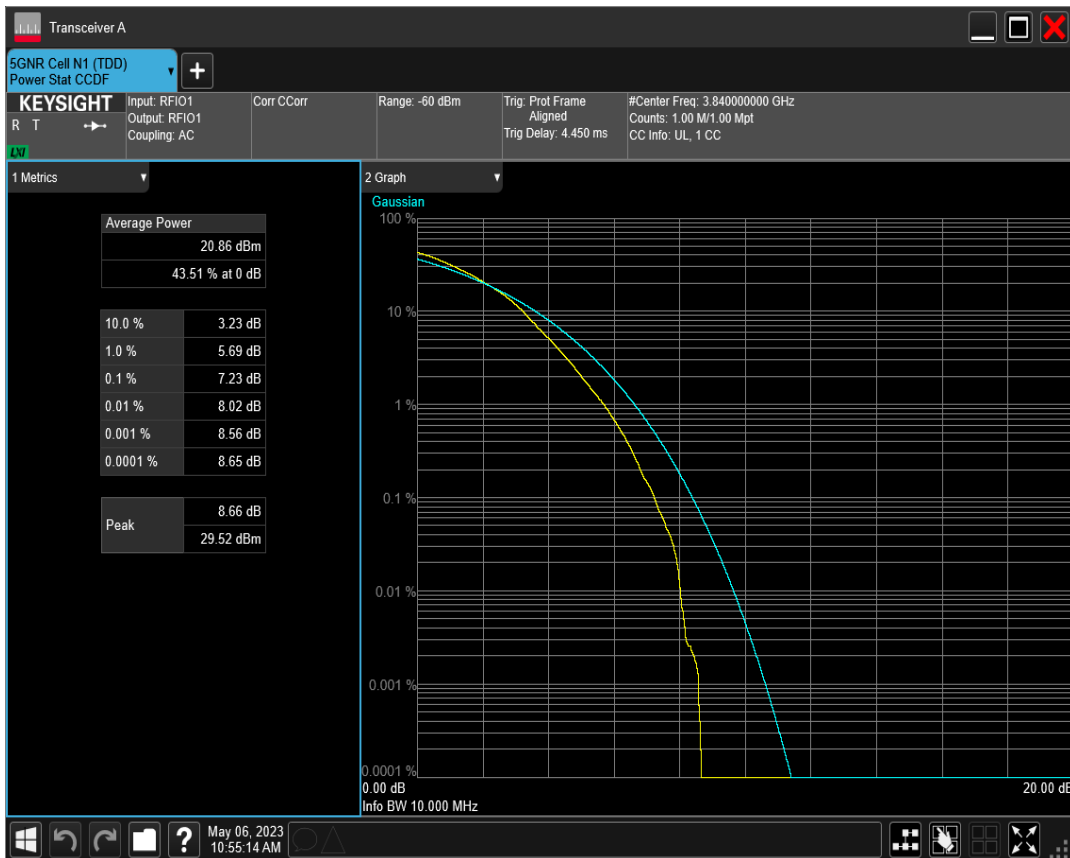 Transceiver A
5GNR Cell N1 (TDD)
Power Stat CCDF
KEYSIGHT
R T
LXI
Input: RFIO1
Output: RFIO1
Coupling: AC
Corr CCorr
Range: -60 dBm
Trig: Prot Frame
Aligned
Trig Delay: 4.450 ms
#Center Freq: 3.840000000 GHz
Counts: 1.00 M/1.00 Mpt
CC Info: UL, 1 CC
1 Metrics
Average Power
20.86 dBm
43.51 % at 0 dB
10.0 % 3.23 dB
1.0 % 5.69 dB
0.1 % 7.23 dB
0.01 % 8.02 dB
0.001 % 8.56 dB
0.0001 % 8.65 dB
Peak 8.66 dB
29.52 dBm
2 Graph
Gaussian
100 %
10 %
1 %
0.1 %
0.01 %
0.001 %
0.0001 %
0.00 dB 20.00 dB
Info BW 10.000 MHz
May 06, 2023
10:55:14 AM